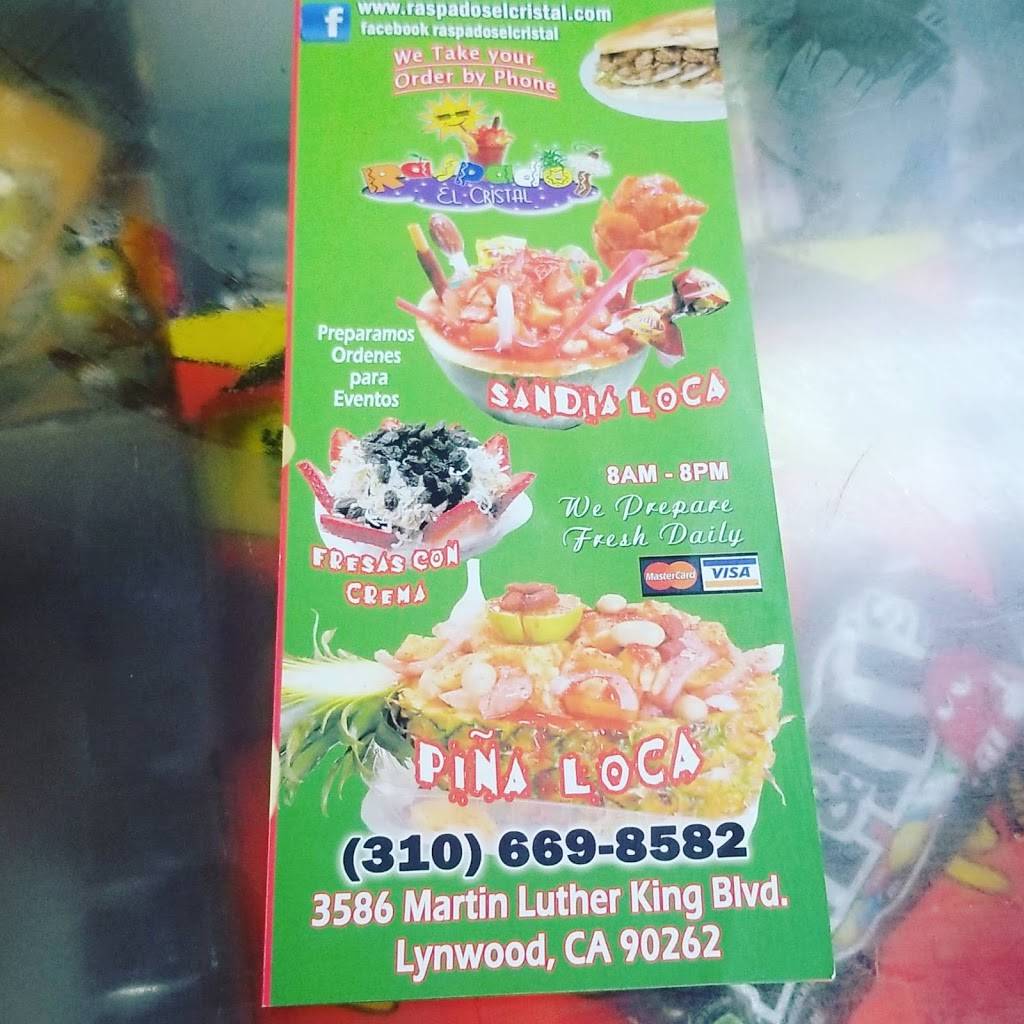 www.raspadoselcristal.com
f
facebook raspadoselcristal
We Take your
Order by Phone
Raspados
EL CRISTAL
Preparamos
Ordenes
para
Eventos
SANDIA LOCA
8AM - 8PM
We Prepare
Fresh Daily
MasterCard
VISA
FRESAS CON
CREMA
PIÑA LOCA
(310) 669-8582
3586 Martin Luther King Blvd.
Lynwood, CA 90262